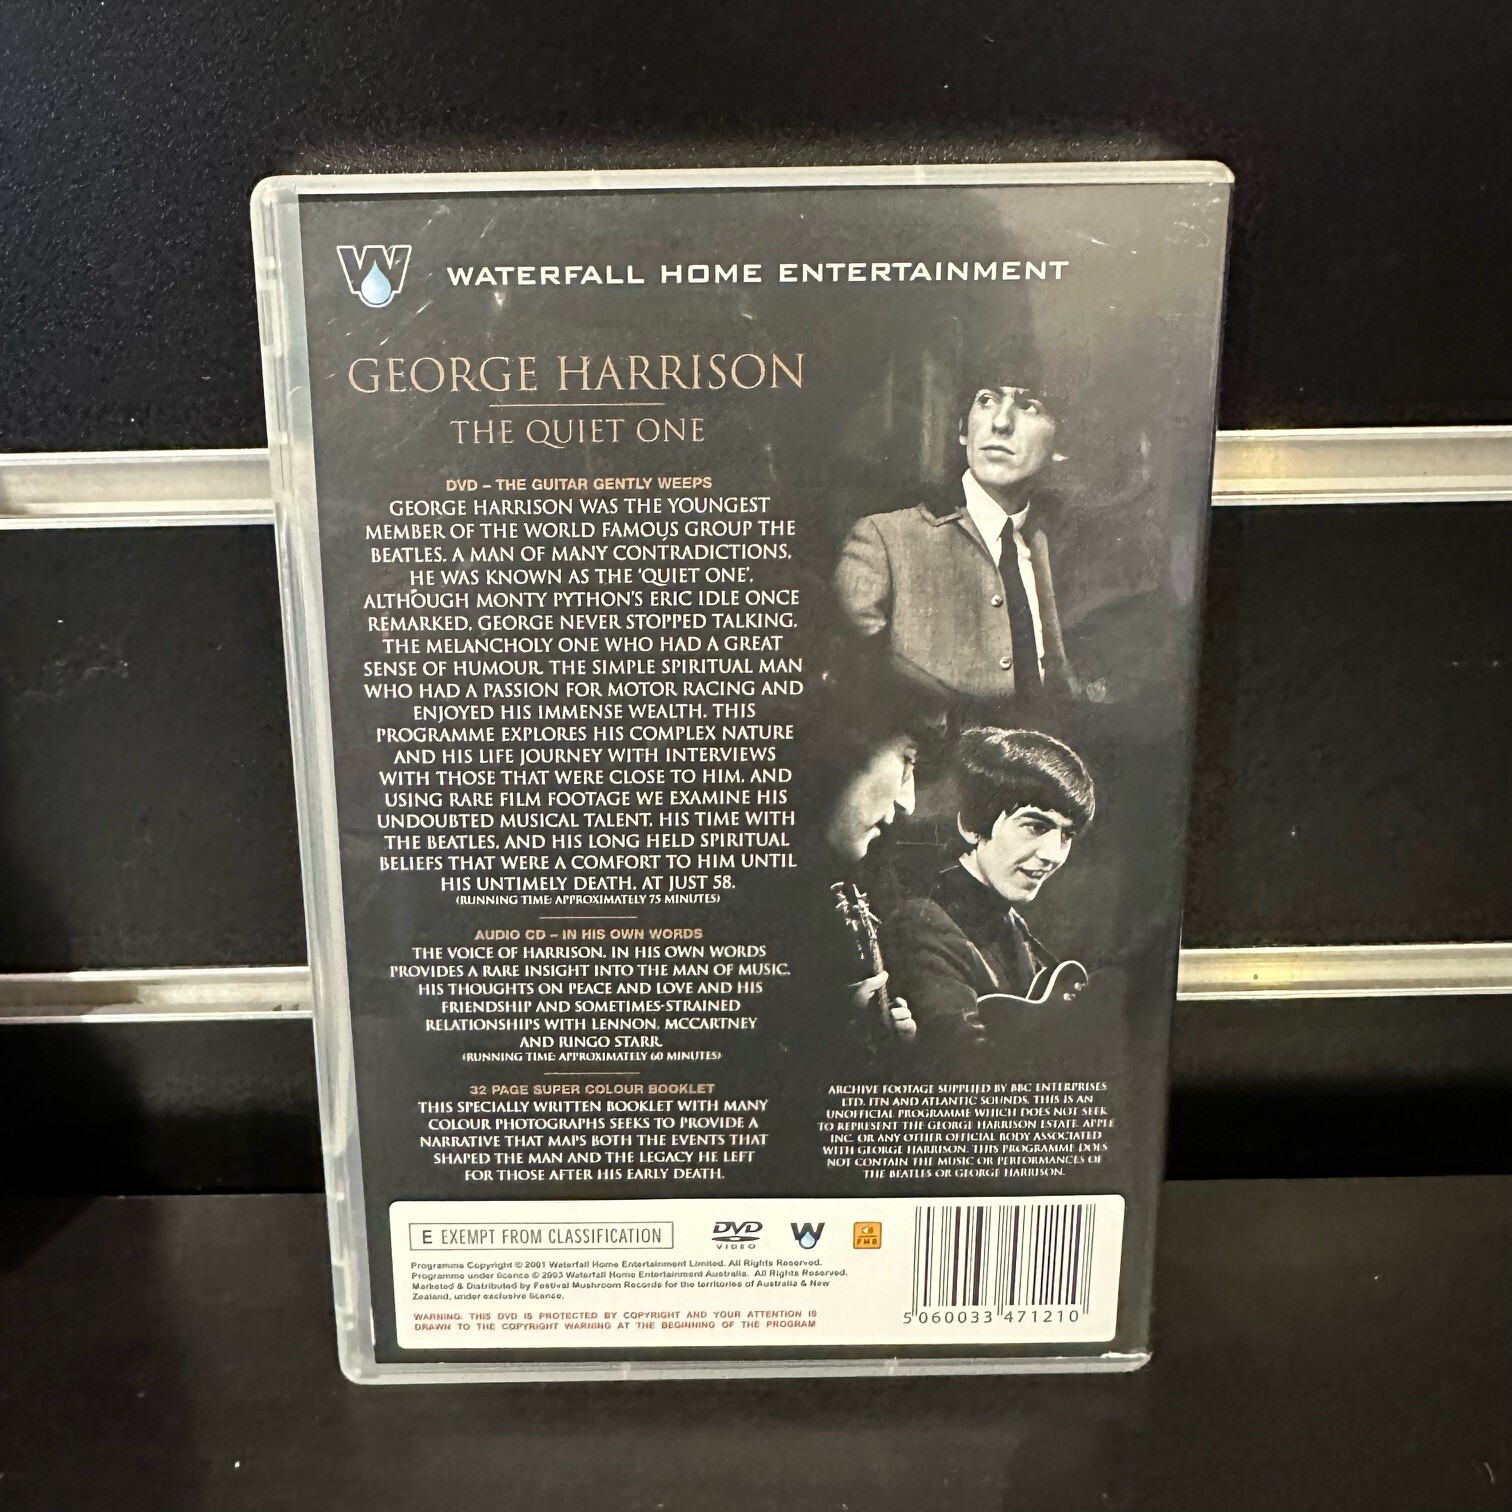 W WATERFALL HOME ENTERTAINMENT
GEORGE HARRISON
THE QUIET ONE
DVD – THE GUITAR GENTLY WEEPS
GEORGE HARRISON WAS THE YOUNGEST
MEMBER OF THE WORLD FAMOUS GROUP THE
BEATLES. A MAN OF MANY CONTRADICTIONS,
HE WAS KNOWN AS THE 'QUIET ONE',
ALTHOUGH MONTY PYTHON'S ERIC IDLE ONCE
REMARKED, GEORGE NEVER STOPPED TALKING.
THE MELANCHOLY ONE WHO HAD A GREAT
SENSE OF HUMOUR. THE SIMPLE SPIRITUAL MAN
WHO HAD A PASSION FOR MOTOR RACING AND
ENJOYED HIS IMMENSE WEALTH. THIS
PROGRAMME EXPLORES HIS COMPLEX NATURE
AND HIS LIFE JOURNEY WITH INTERVIEWS
WITH THOSE THAT WERE CLOSE TO HIM, AND
USING RARE FILM FOOTAGE WE EXAMINE HIS
UNDOUBTED MUSICAL TALENT, HIS TIME WITH
THE BEATLES, AND HIS LONG HELD SPIRITUAL
BELIEFS THAT WERE A COMFORT TO HIM UNTIL
HIS UNTIMELY DEATH, AT JUST 58.
(RUNNING TIME: APPROXIMATELY 75 MINUTES)
AUDIO CD – IN HIS OWN WORDS
THE VOICE OF HARRISON, IN HIS OWN WORDS
PROVIDES A RARE INSIGHT INTO THE MAN OF MUSIC.
HIS THOUGHTS ON PEACE AND LOVE AND HIS
FRIENDSHIP AND SOMETIMES-STRAINED
RELATIONSHIPS WITH LENNON, MCCARTNEY
AND RINGO STARR.
(RUNNING TIME: APPROXIMATELY 60 MINUTES)
32 PAGE SUPER COLOUR BOOKLET
THIS SPECIALLY WRITTEN BOOKLET WITH MANY
COLOUR PHOTOGRAPHS SEEKS TO PROVIDE A
NARRATIVE THAT MAPS BOTH THE EVENTS THAT
SHAPED THE MAN AND THE LEGACY HE LEFT
FOR THOSE AFTER HIS EARLY DEATH.
ARCHIVE FOOTAGE SUPPLIED BY BBC ENTERPRISES
LTD, ITN AND ATLANTIC SOUNDS. THIS IS AN
UNOFFICIAL PROGRAMME WHICH DOES NOT SEEK
TO REPRESENT THE GEORGE HARRISON ESTATE, APPLE
INC. OR ANY OTHER OFFICIAL BODY ASSOCIATED
WITH GEORGE HARRISON. THIS PROGRAMME DOES
NOT CONTAIN THE MUSIC OR PERFORMANCES OF
THE BEATLES OR GEORGE HARRISON.
E EXEMPT FROM CLASSIFICATION
DVD
VIDEO
W
FMR
Programme Copyright © 2001 Waterfall Home Entertainment Limited. All Rights Reserved.
Programme under licence © 2003 Waterfall Home Entertainment Australia. All Rights Reserved.
Marketed & Distributed by Festival Mushroom Records for the territories of Australia & New
Zealand, under exclusive licence.
WARNING: THIS DVD IS PROTECTED BY COPYRIGHT AND YOUR ATTENTION IS
DRAWN TO THE COPYRIGHT WARNING AT THE BEGINNING OF THE PROGRAM
5 060033 471210